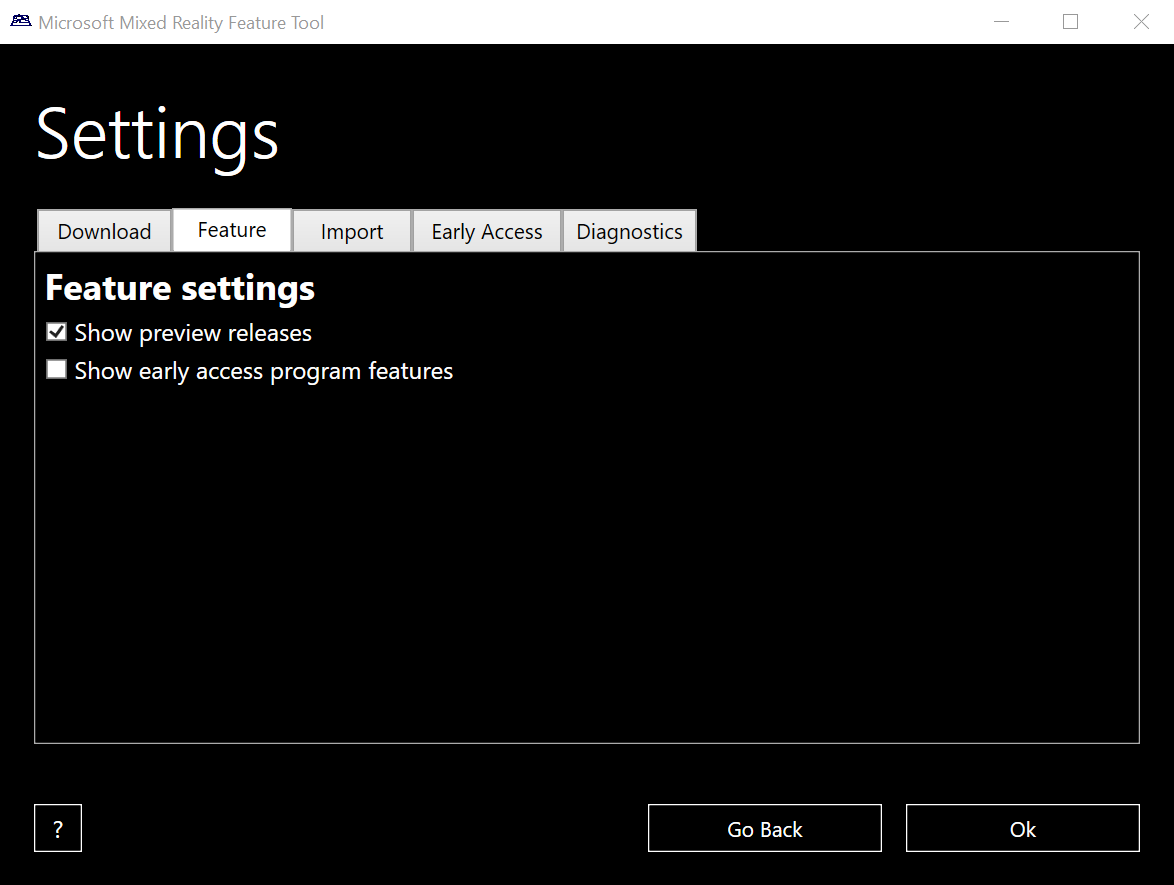 Microsoft Mixed Reality Feature Tool
Settings
Download Feature Import Early Access Diagnostics
Feature settings
Show preview releases
Show early access program features
? Go Back Ok